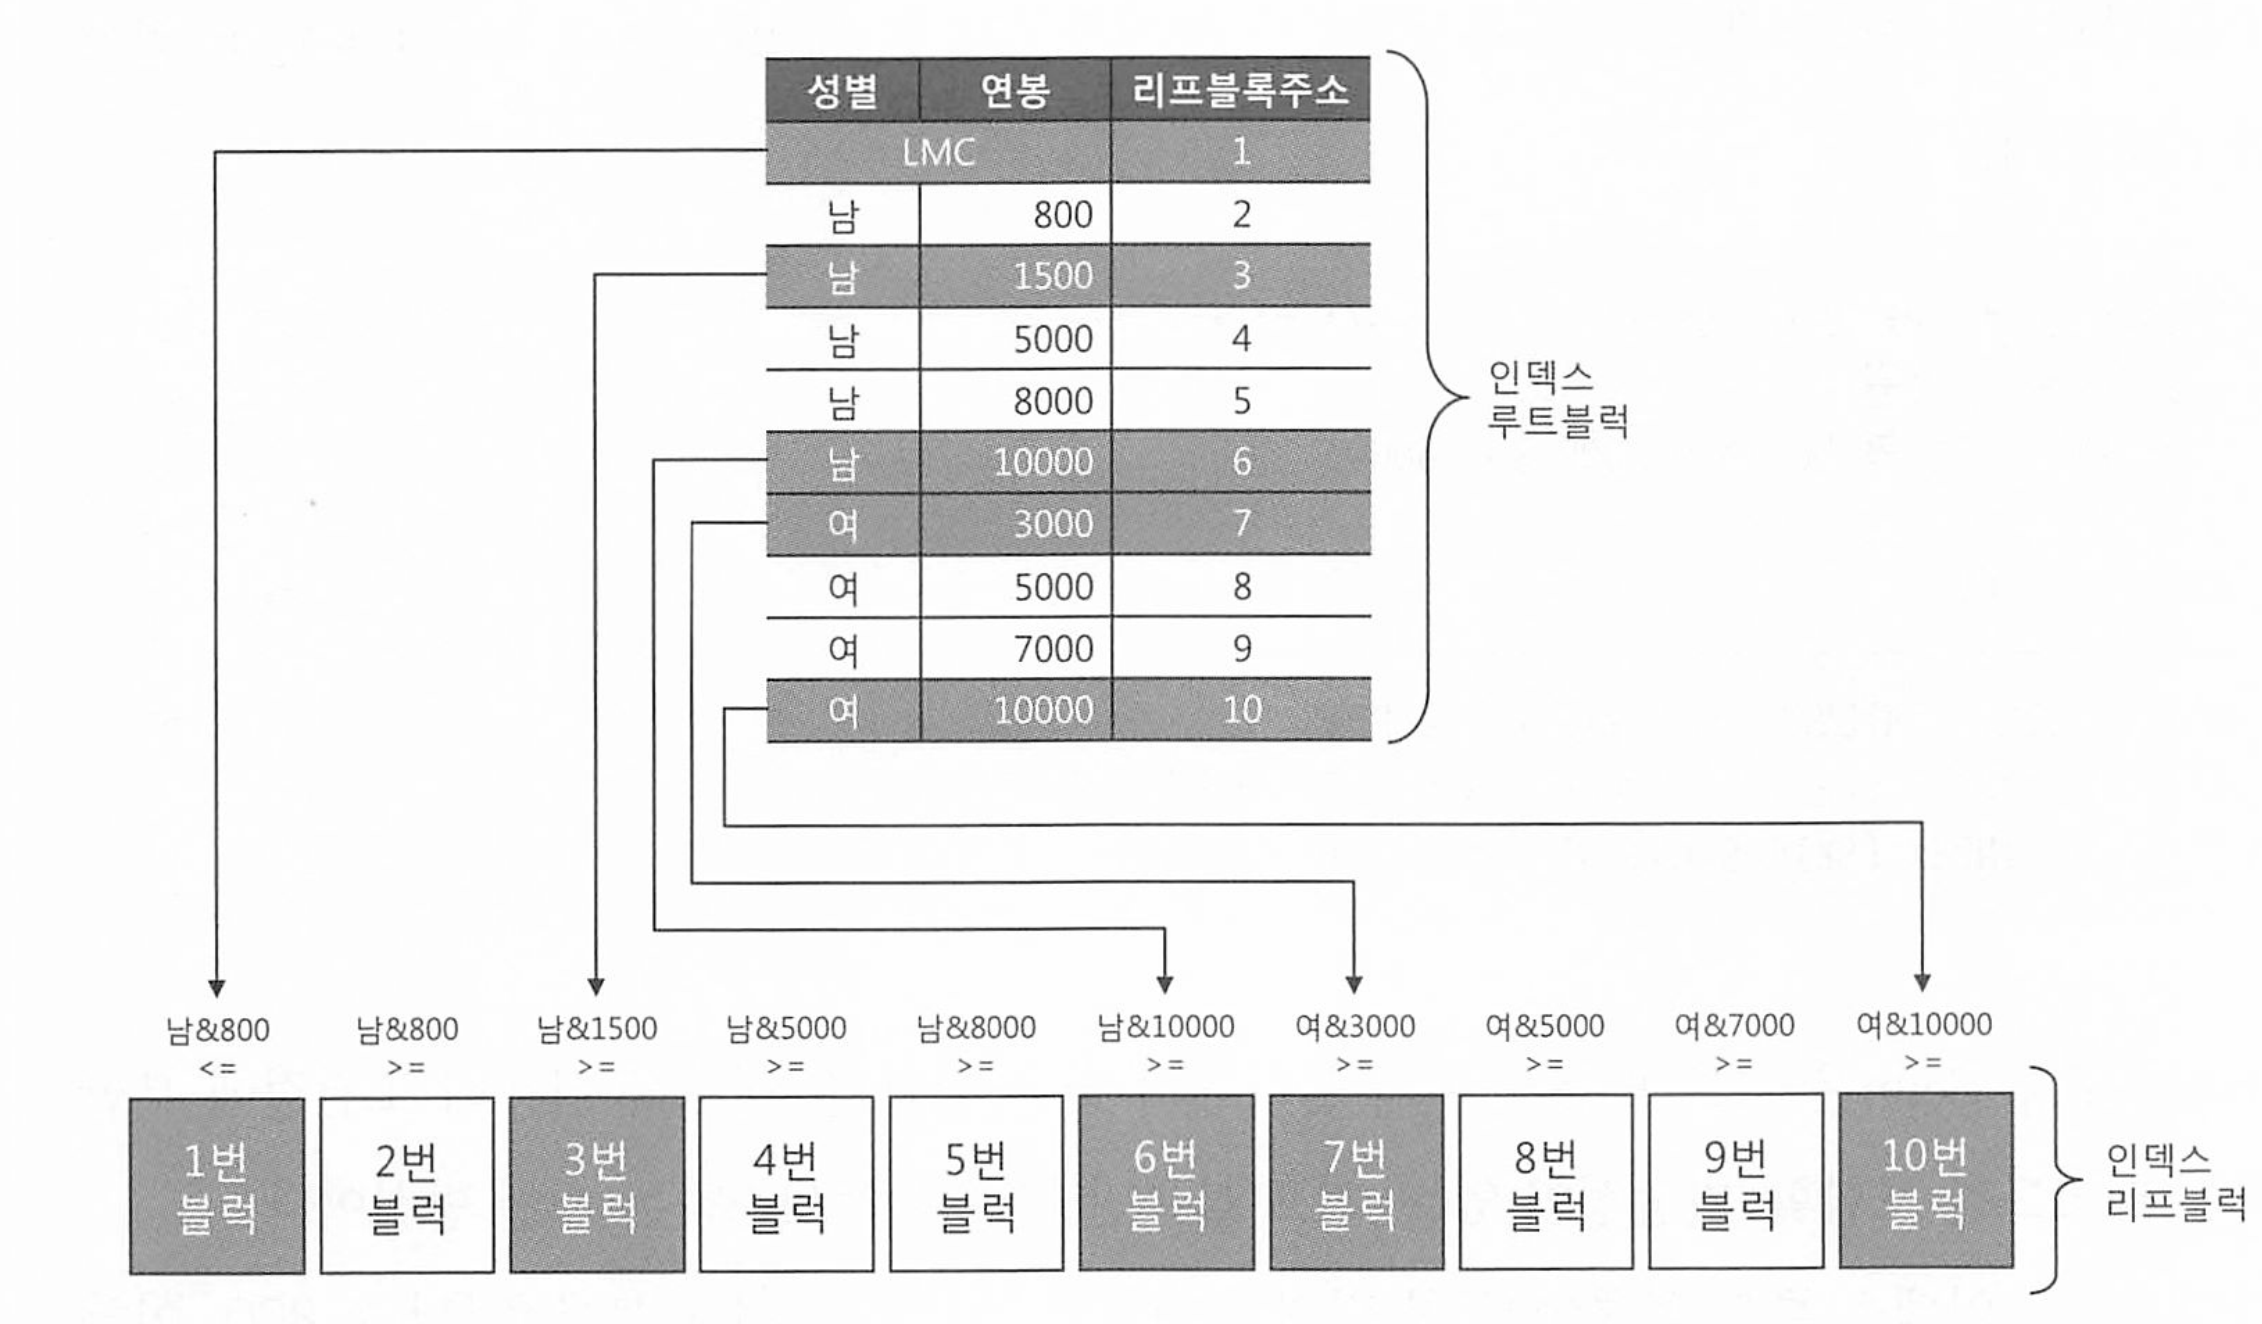 성별 연봉 리프블록주소
LMC 1
남 800 2
남 1500 3
남 5000 4
남 8000 5
남 10000 6
여 3000 7
여 5000 8
여 7000 9
여 10000 10
인덱스
루트블럭
남&800 남&800 남&1500 남&5000 남&8000 남&10000 여&3000 여&5000 여&7000 여&10000
<= >= >= >= >= >= >= >= >= >=
1번 2번 3번 4번 5번 6번 7번 8번 9번 10번
블럭 블럭 블럭 블럭 블럭 블럭 블럭 블럭 블럭 블럭
인덱스
리프블럭